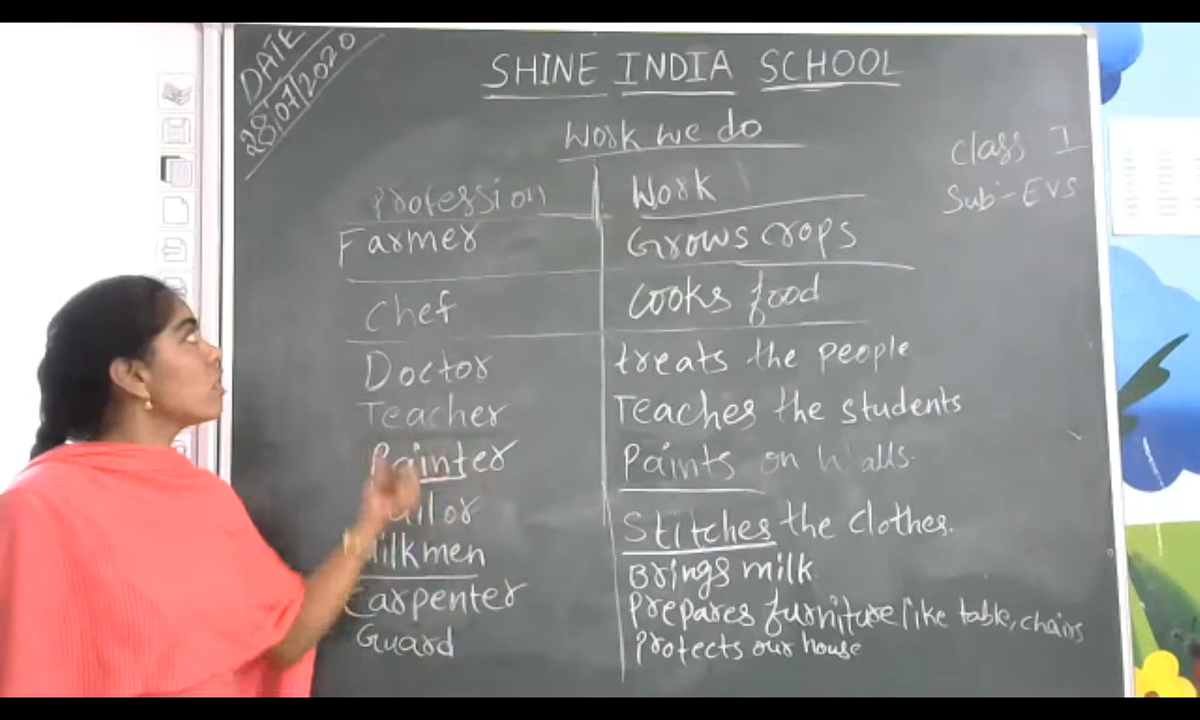 DATE
28/07/2020
SHINE INDIA SCHOOL
Work we do
Class I
Sub:- EVS
Profession Work
Farmer Grows crops
Chef cooks food
Doctor treats the people
Teacher Teaches the students
Painter Paints on Walls.
Tailor Stitches the clothes.
Milkmen Brings milk.
Carpenter Prepares furniture like table, chairs
Guard Protects our house